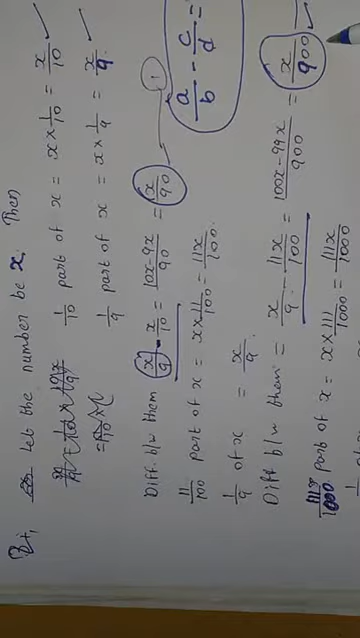 Let the number be x. Then
1/10 part of x = x × 1/10 = x/10 ✓
1/9 part of x = x × 1/9 = x/9. ✓
Diff. b/w them x/9 - x/10 = 10x-9x/90 = x/90 1
a/b - c/d =
11/100 part of x = x × 11/100 = 11x/100.
1/9 of x = x/9.
Diff b/w them = x/9 - 11x/100 = 100x-99x/900 = x/900 ✓
111/1000 part of x = x × 111/1000 = 111x/1000